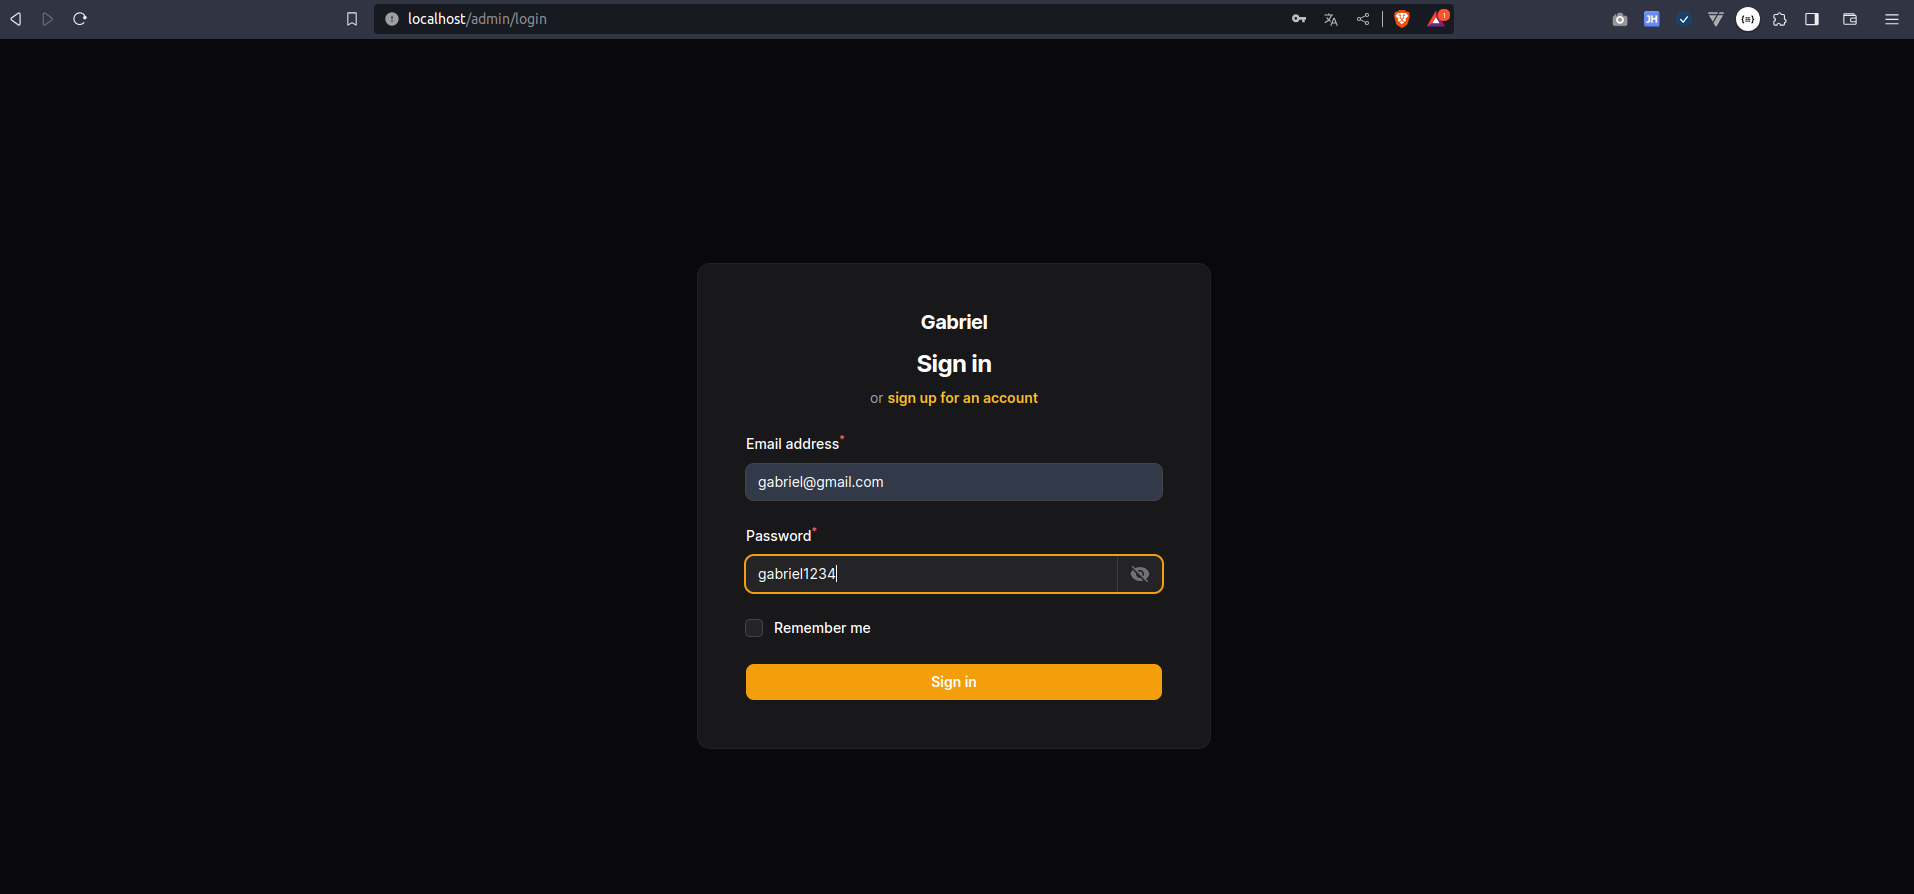 localhost/admin/login
1
JH
Gabriel
Sign in
or sign up for an account
Email address*
gabriel@gmail.com
Password*
gabriel1234
Remember me
Sign in